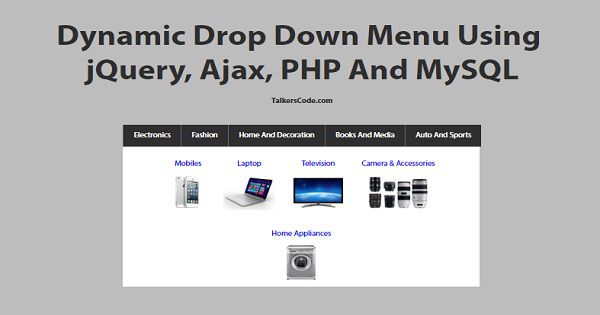 Dynamic Drop Down Menu Using
jQuery, Ajax, PHP And MySQL
TalkersCode.com
Electronics Fashion Home And Decoration Books And Media Auto And Sports
Mobiles Laptop Television Camera & Accessories
Home Appliances